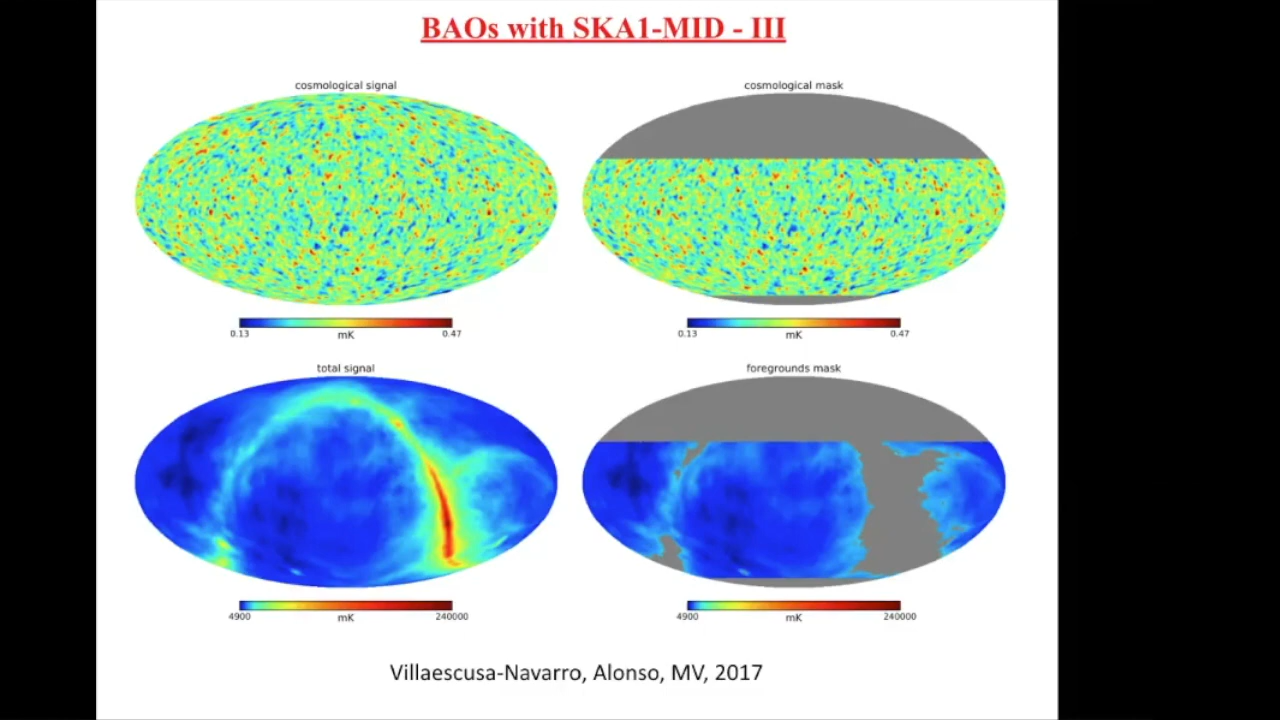 BAOs with SKA1-MID - III
cosmological signal
cosmological mask
0.13
mK
0.47
0.13
mK
0.47
total signal
foregrounds mask
4900
mK
240000
4900
mK
240000
Villaescusa-Navarro, Alonso, MV, 2017